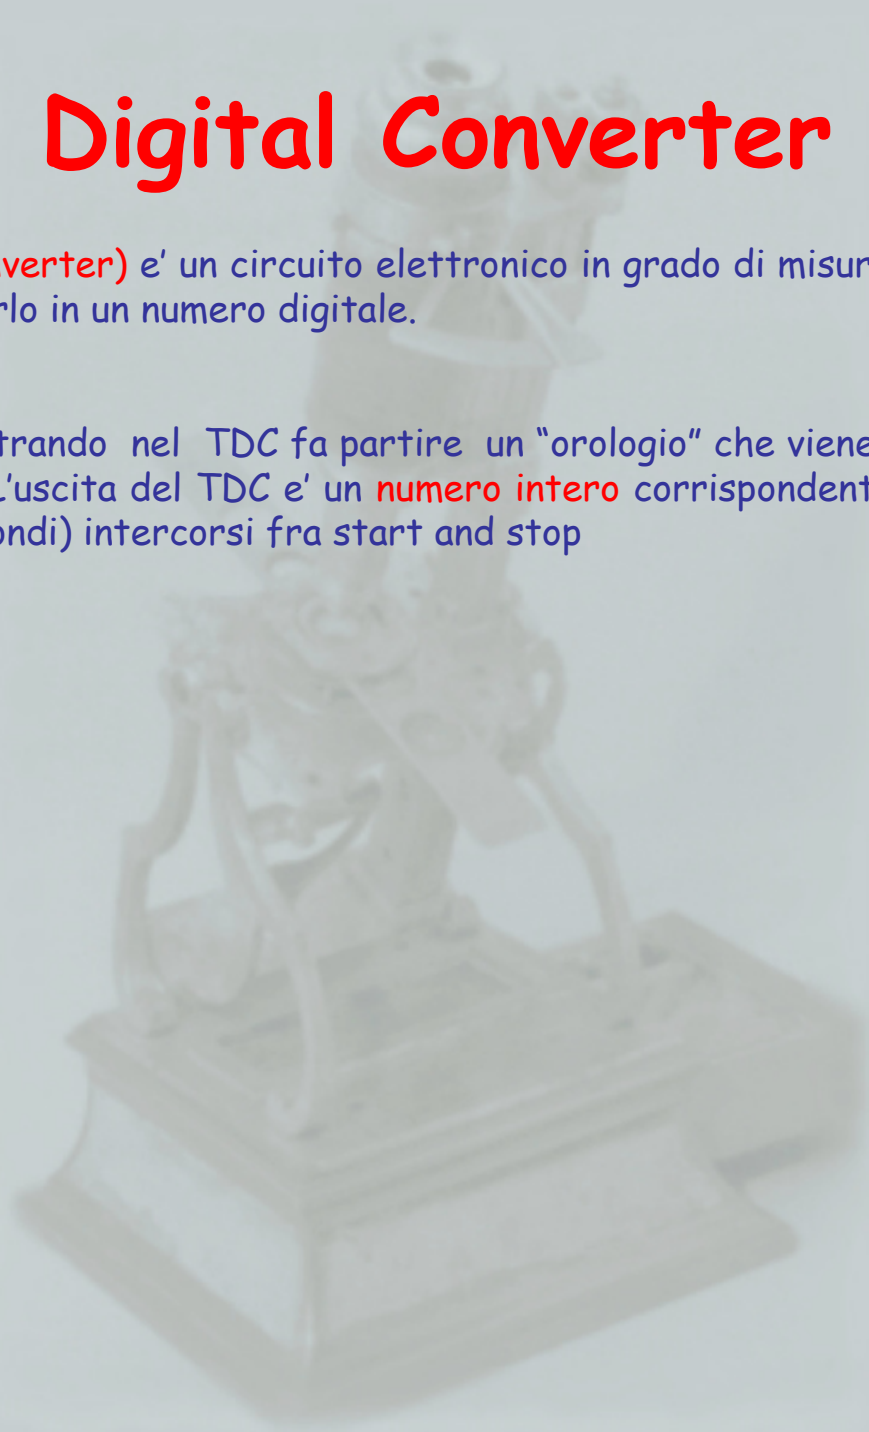 Digital Converter
verter) e’ un circuito elettronico in grado di misur
rlo in un numero digitale.
trando nel TDC fa partire un “orologio” che viene
L’uscita del TDC e’ un numero intero corrispondent
ondi) intercorsi fra start and stop